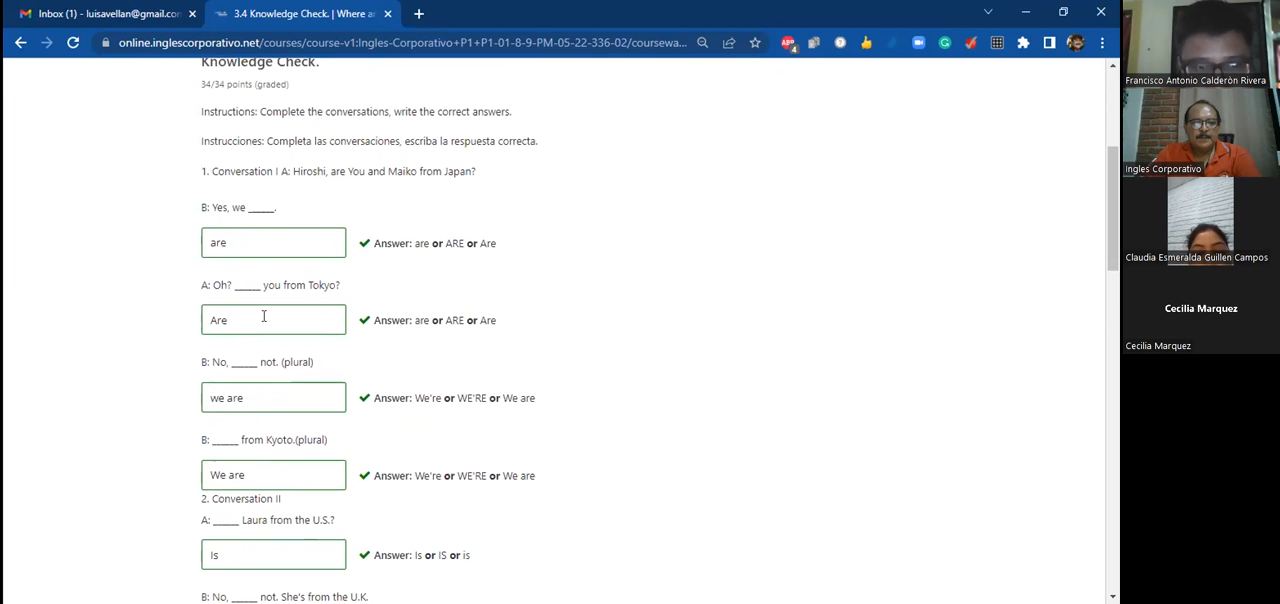 Inbox (1) - luisavellan@gmail.con
3.4 Knowledge Check. | Where ar
online.inglescorporativo.net/courses/course-v1:Ingles-Corporativo+P1+P1-01-8-9-PM-05-22-336-02/coursewa...
4
Knowledge Check.
34/34 points (graded)
Instructions: Complete the conversations, write the correct answers.
Instrucciones: Completa las conversaciones, escriba la respuesta correcta.
1. Conversation I A: Hiroshi, are You and Maiko from Japan?
B: Yes, we _____.
are
Answer: are or ARE or Are
A: Oh? _____ you from Tokyo?
Are
Answer: are or ARE or Are
B: No, _____ not. (plural)
we are
Answer: We're or WE'RE or We are
B: _____ from Kyoto.(plural)
We are
Answer: We're or WE'RE or We are
2. Conversation II
A: _____ Laura from the U.S.?
Is
Answer: Is or IS or is
B: No, _____ not. She's from the U.K.
Francisco Antonio Calderòn Rivera
Ingles Corporativo
Claudia Esmeralda Guillen Campos
Cecilia Marquez
Cecilia Marquez